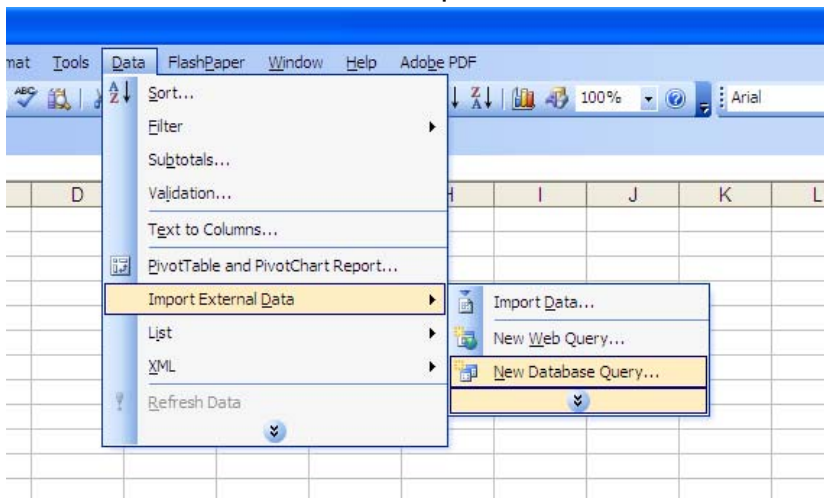 mat Tools Data FlashPaper Window Help Adobe PDF
ABC 100% Arial
Sort...
Filter
Subtotals...
Validation...
D H I J K L
Text to Columns...
PivotTable and PivotChart Report...
Import External Data
Import Data...
List
New Web Query...
XML
New Database Query...
Refresh Data